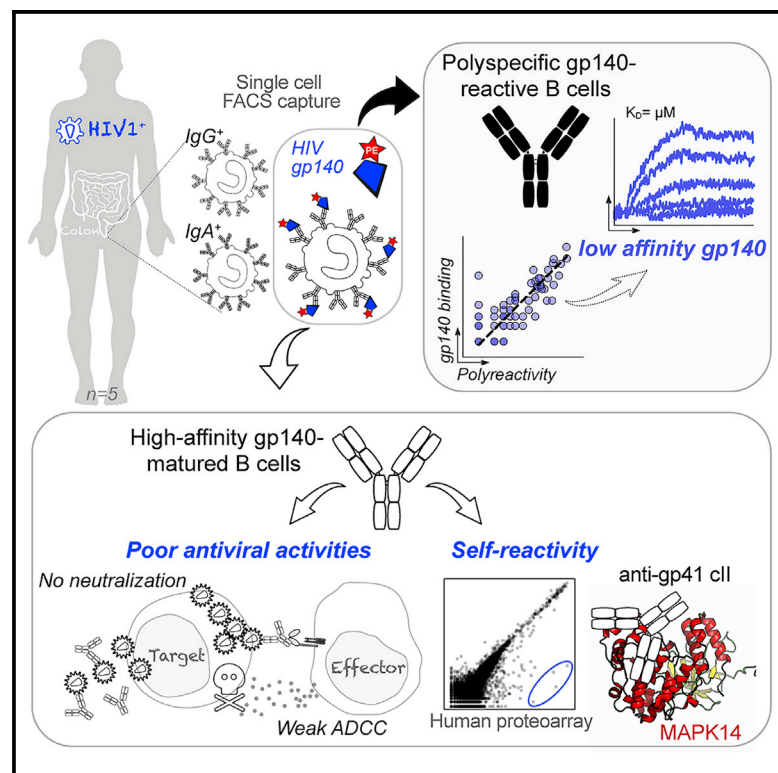 Single cell
FACS capture
HIV1+
IgG+
IgA+
Colon
n=5
HIV
gp140
PE
Polyspecific gp140-
reactive B cells
KD= µM
low affinity gp140
gp140 binding
Polyreactivity
High-affinity gp140-
matured B cells
Poor antiviral activities
Self-reactivity
No neutralization
Target
Effector
Weak ADCC
Human proteoarray
anti-gp41 cII
MAPK14